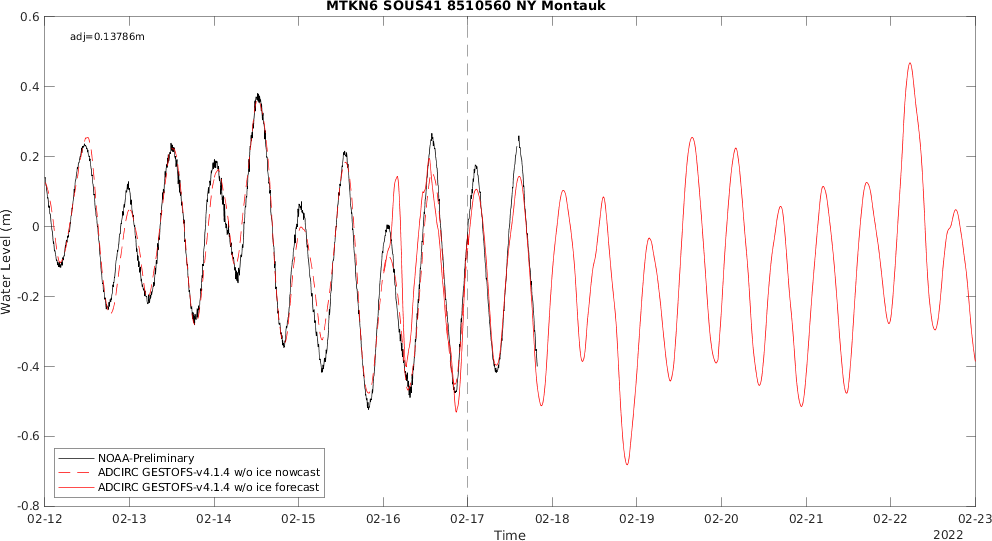 MTKN6 SOUS41 8510560 NY Montauk
adj=0.13786m
0.6
0.4
0.2
0
-0.2
-0.4
-0.6
-0.8
Water Level (m)
NOAA-Preliminary
ADCIRC GESTOFS-v4.1.4 w/o ice nowcast
ADCIRC GESTOFS-v4.1.4 w/o ice forecast
02-12 02-13 02-14 02-15 02-16 02-17 02-18 02-19 02-20 02-21 02-22 02-23
Time
2022